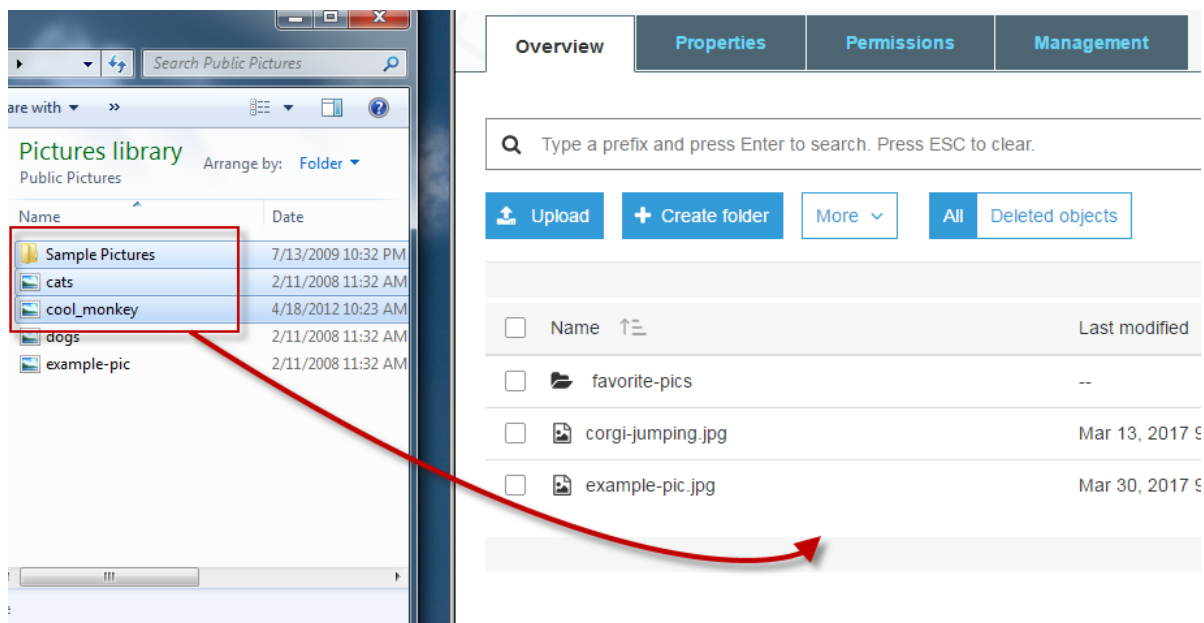 Search Public Pictures
are with
»
Pictures library
Public Pictures
Arrange by: Folder
Name Date
Sample Pictures 7/13/2009 10:32 PM
cats 2/11/2008 11:32 AM
cool_monkey 4/18/2012 10:23 AM
dogs 2/11/2008 11:32 AM
example-pic 2/11/2008 11:32 AM
Overview Properties Permissions Management
Type a prefix and press Enter to search. Press ESC to clear.
Upload Create folder More All Deleted objects
Name Last modified
favorite-pics --
corgi-jumping.jpg Mar 13, 2017 9
example-pic.jpg Mar 30, 2017 9